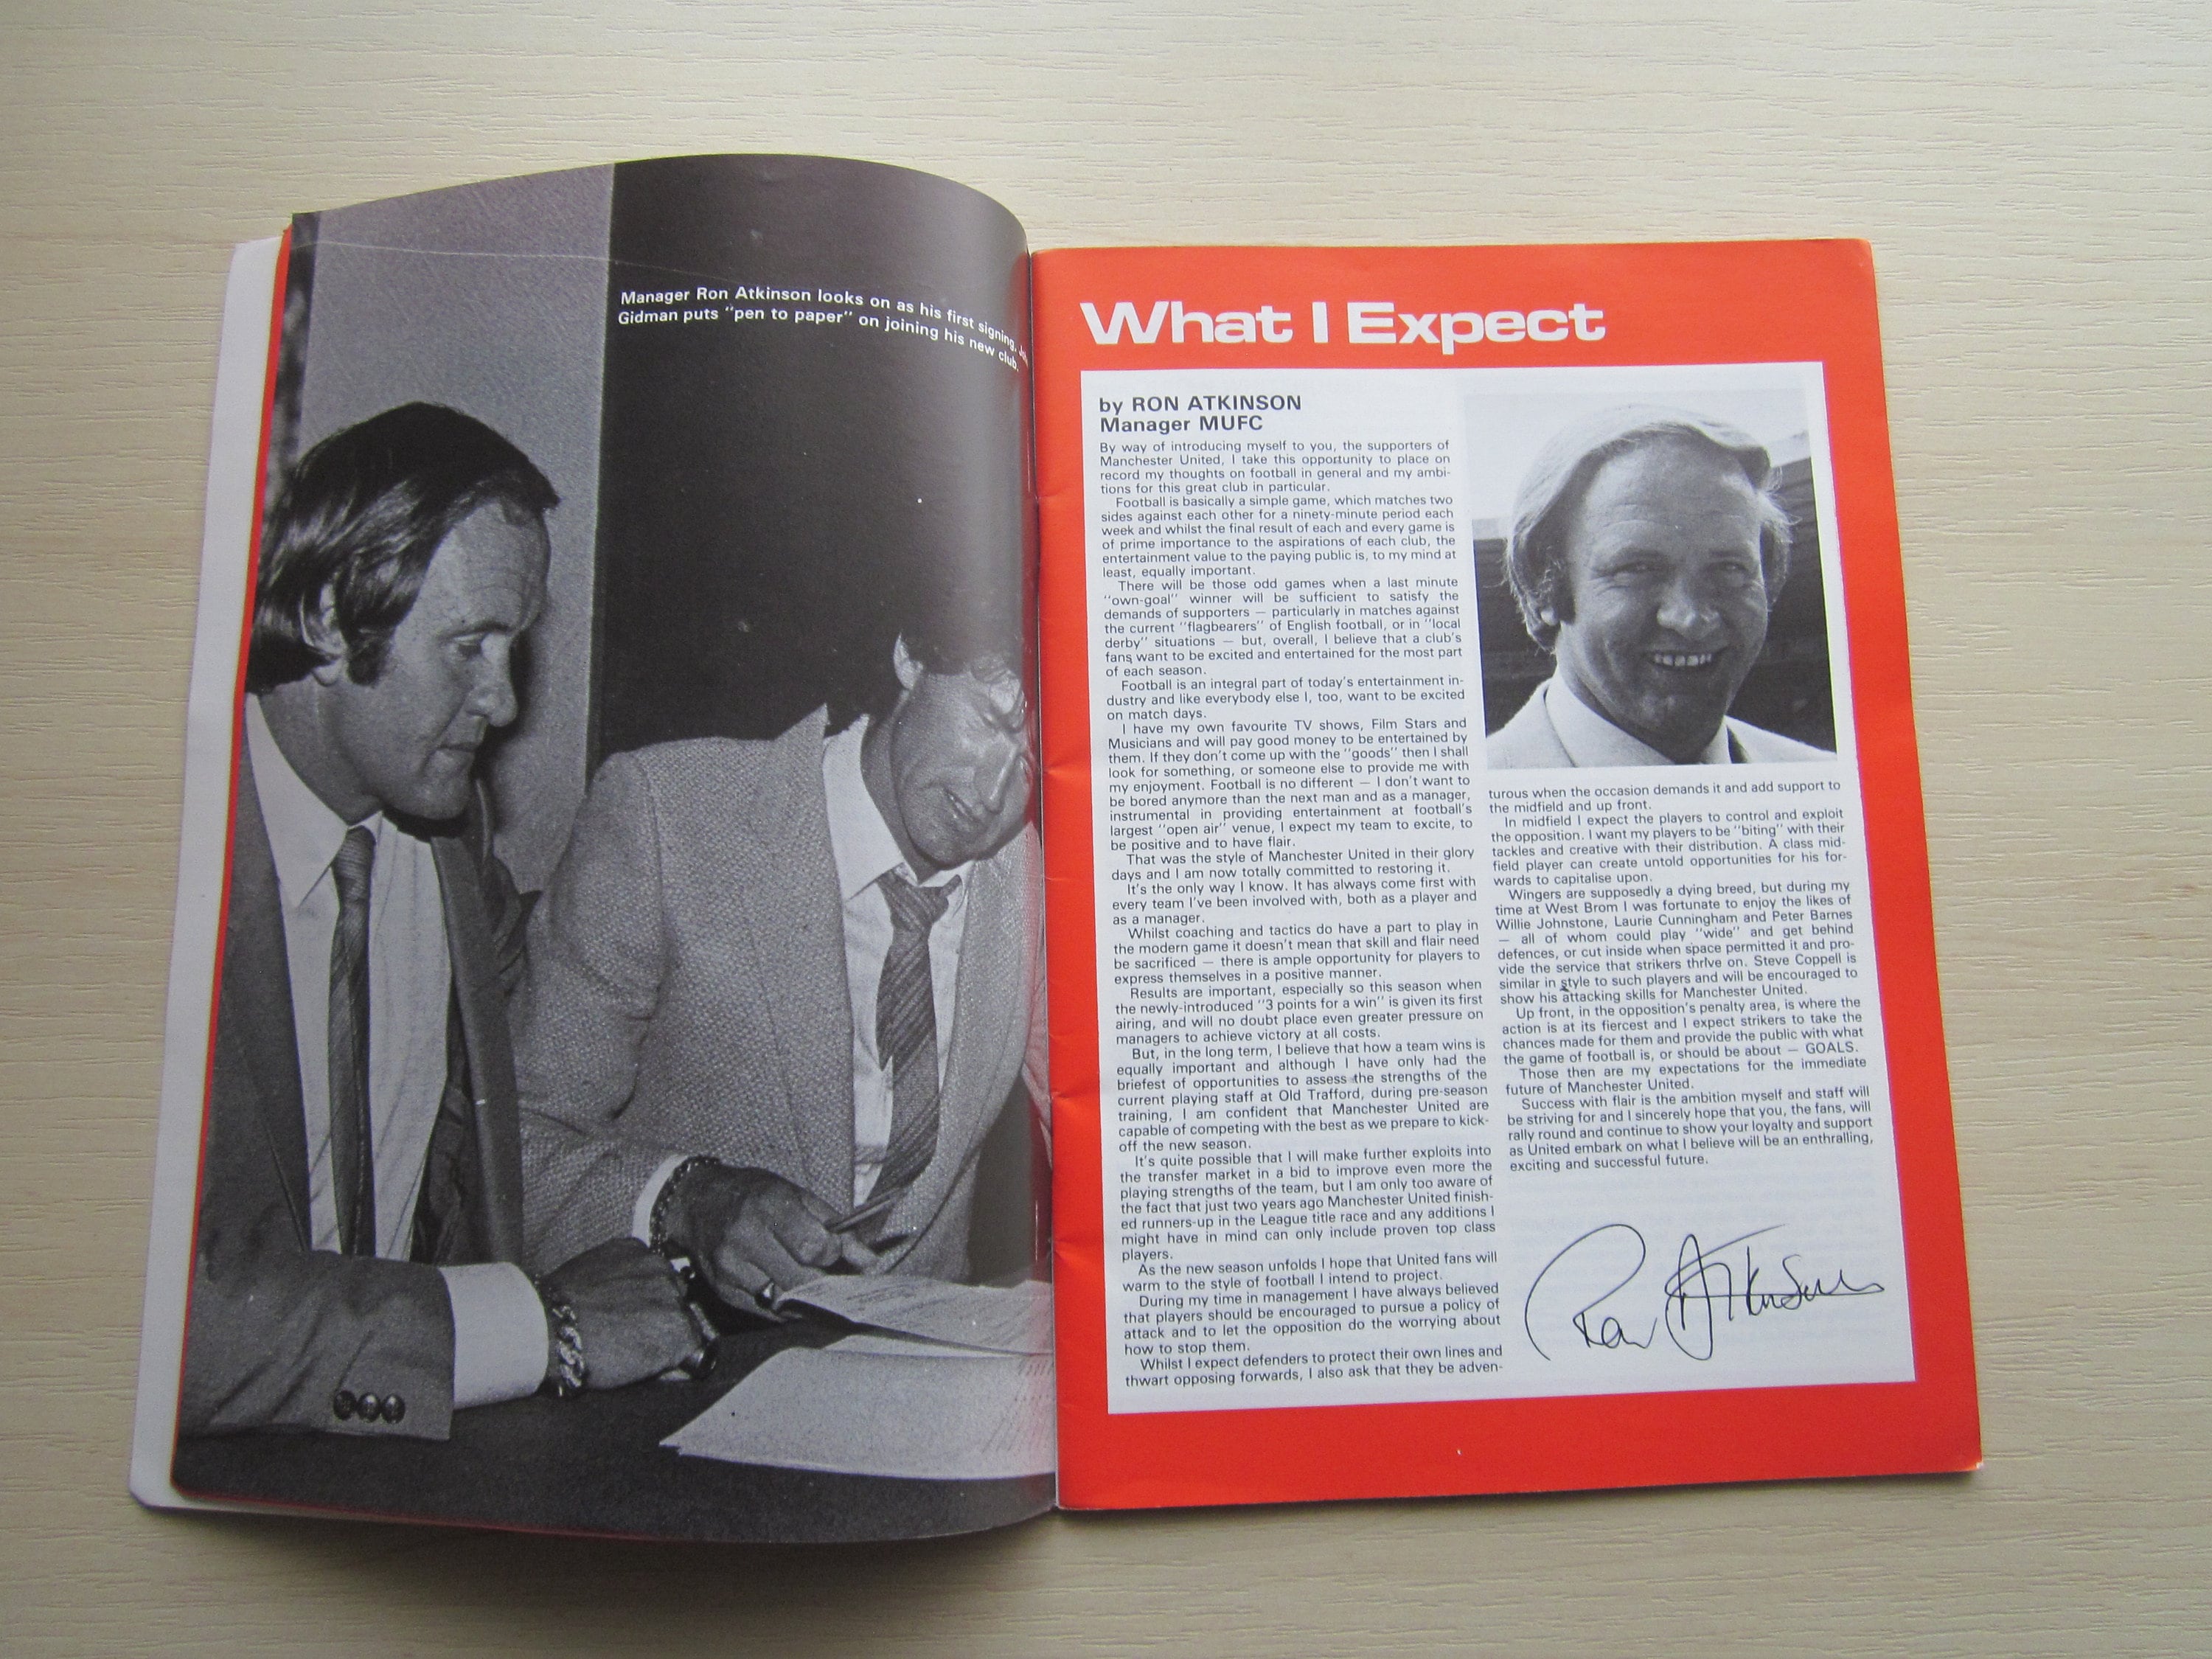 Manager Ron Atkinson looks on as his first signing, John
Gidman puts "pen to paper" on joining his new club.
What I Expect
by RON ATKINSON
Manager MUFC
By way of introducing myself to you, the supporters of
Manchester United, I take this opportunity to place on
record my thoughts on football in general and my ambi-
tions for this great club in particular.
Football is basically a simple game, which matches two
sides against each other for a ninety-minute period each
week and whilst the final result of each and every game is
of prime importance to the aspirations of each club, the
entertainment value to the paying public is, to my mind at
least, equally important.
There will be those odd games when a last minute
"own-goal" winner will be sufficient to satisfy the
demands of supporters — particularly in matches against
the current "flagbearers" of English football, or in "local
derby" situations — but, overall, I believe that a club's
fans want to be excited and entertained for the most part
of each season.
Football is an integral part of today's entertainment in-
dustry and like everybody else I, too, want to be excited
on match days.
I have my own favourite TV shows, Film Stars and
Musicians and will pay good money to be entertained by
them. If they don't come up with the "goods" then I shall
look for something, or someone else to provide me with
my enjoyment. Football is no different — I don't want to
be bored anymore than the next man and as a manager,
instrumental in providing entertainment at football's
largest "open air" venue, I expect my team to excite, to
be positive and to have flair.
That was the style of Manchester United in their glory
days and I am now totally committed to restoring it.
It's the only way I know. It has always come first with
every team I've been involved with, both as a player and
as a manager.
Whilst coaching and tactics do have a part to play in
the modern game it doesn't mean that skill and flair need
be sacrificed — there is ample opportunity for players to
express themselves in a positive manner.
Results are important, especially so this season when
the newly-introduced "3 points for a win" is given its first
airing, and will no doubt place even greater pressure on
managers to achieve victory at all costs.
But, in the long term, I believe that how a team wins is
equally important and although I have only had the
briefest of opportunities to assess the strengths of the
current playing staff at Old Trafford, during pre-season
training, I am confident that Manchester United are
capable of competing with the best as we prepare to kick-
off the new season.
It's quite possible that I will make further exploits into
the transfer market in a bid to improve even more the
playing strengths of the team, but I am only too aware of
the fact that just two years ago Manchester United finish-
ed runners-up in the League title race and any additions I
might have in mind can only include proven top class
players.
As the new season unfolds I hope that United fans will
warm to the style of football I intend to project.
During my time in management I have always believed
that players should be encouraged to pursue a policy of
attack and to let the opposition do the worrying about
how to stop them.
Whilst I expect defenders to protect their own lines and
thwart opposing forwards, I also ask that they be adven-
turous when the occasion demands it and add support to
the midfield and up front.
In midfield I expect the players to control and exploit
the opposition. I want my players to be "biting" with their
tackles and creative with their distribution. A class mid-
field player can create untold opportunities for his for-
wards to capitalise upon.
Wingers are supposedly a dying breed, but during my
time at West Brom I was fortunate to enjoy the likes of
Willie Johnstone, Laurie Cunningham and Peter Barnes
— all of whom could play "wide" and get behind
defences, or cut inside when space permitted it and pro-
vide the service that strikers thrive on. Steve Coppell is
similar in style to such players and will be encouraged to
show his attacking skills for Manchester United.
Up front, in the opposition's penalty area, is where the
action is at its fiercest and I expect strikers to take the
chances made for them and provide the public with what
the game of football is, or should be about — GOALS.
Those then are my expectations for the immediate
future of Manchester United.
Success with flair is the ambition myself and staff will
be striving for and I sincerely hope that you, the fans, will
rally round and continue to show your loyalty and support
as United embark on what I believe will be an enthralling,
exciting and successful future.
Ron Atkinson